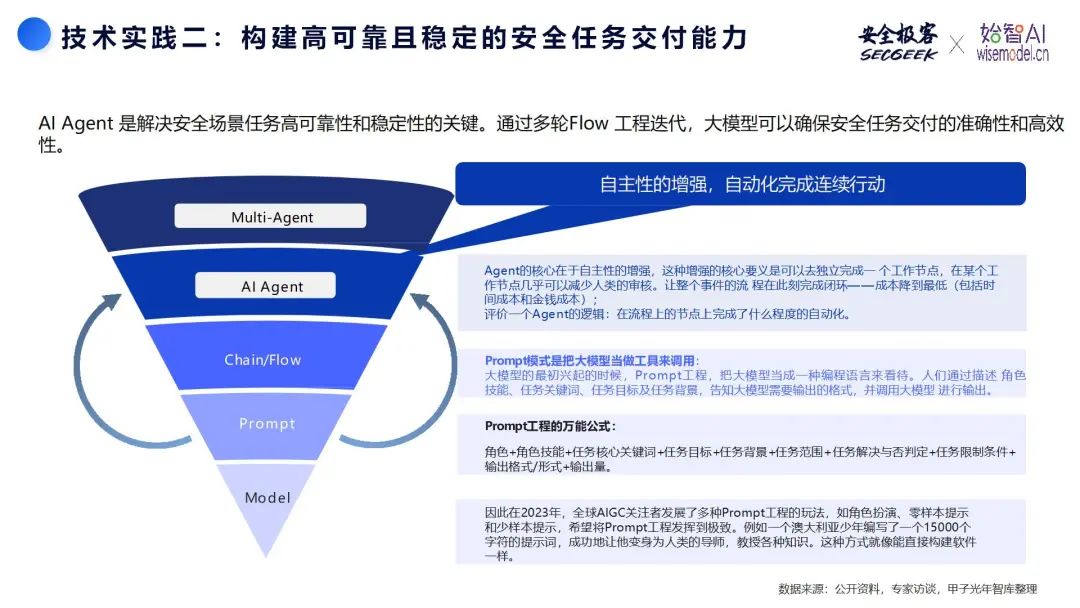 技术实践二：构建高可靠且稳定的安全任务交付能力
安全极客
SECGEEK
×
始智AI
wisemodel.cn
AI Agent 是解决安全场景任务高可靠性和稳定性的关键。通过多轮Flow 工程迭代，大模型可以确保安全任务交付的准确性和高效
性。
自主性的增强，自动化完成连续行动
Multi-Agent
AI Agent
Chain/Flow
Prompt
Model
Agent的核心在于自主性的增强，这种增强的核心要义是可以去独立完成一 个工作节点，在某个工
作节点几乎可以减少人类的审核。让整个事件的流 程在此刻完成闭环——成本降到最低（包括时
间成本和金钱成本）；
评价一个Agent的逻辑：在流程上的节点上完成了什么程度的自动化。
Prompt模式是把大模型当做工具来调用：
大模型的最初兴起的时候，Prompt工程，把大模型当成一种编程语言来看待。人们通过描述 角色
技能、任务关键词、任务目标及任务背景，告知大模型需要输出的格式，并调用大模型 进行输出。
Prompt工程的万能公式：
角色+角色技能+任务核心关键词+任务目标+任务背景+任务范围+任务解决与否判定+任务限制条件+
输出格式/形式+输出量。
因此在2023年，全球AIGC关注者发展了多种Prompt工程的玩法，如角色扮演、零样本提示
和少样本提示，希望将Prompt工程发挥到极致。例如一个澳大利亚少年编写了一个15000个
字符的提示词，成功地让他变身为人类的导师，教授各种知识。这种方式就像能直接构建软件
一样。
数据来源：公开资料，专家访谈，甲子光年智库整理